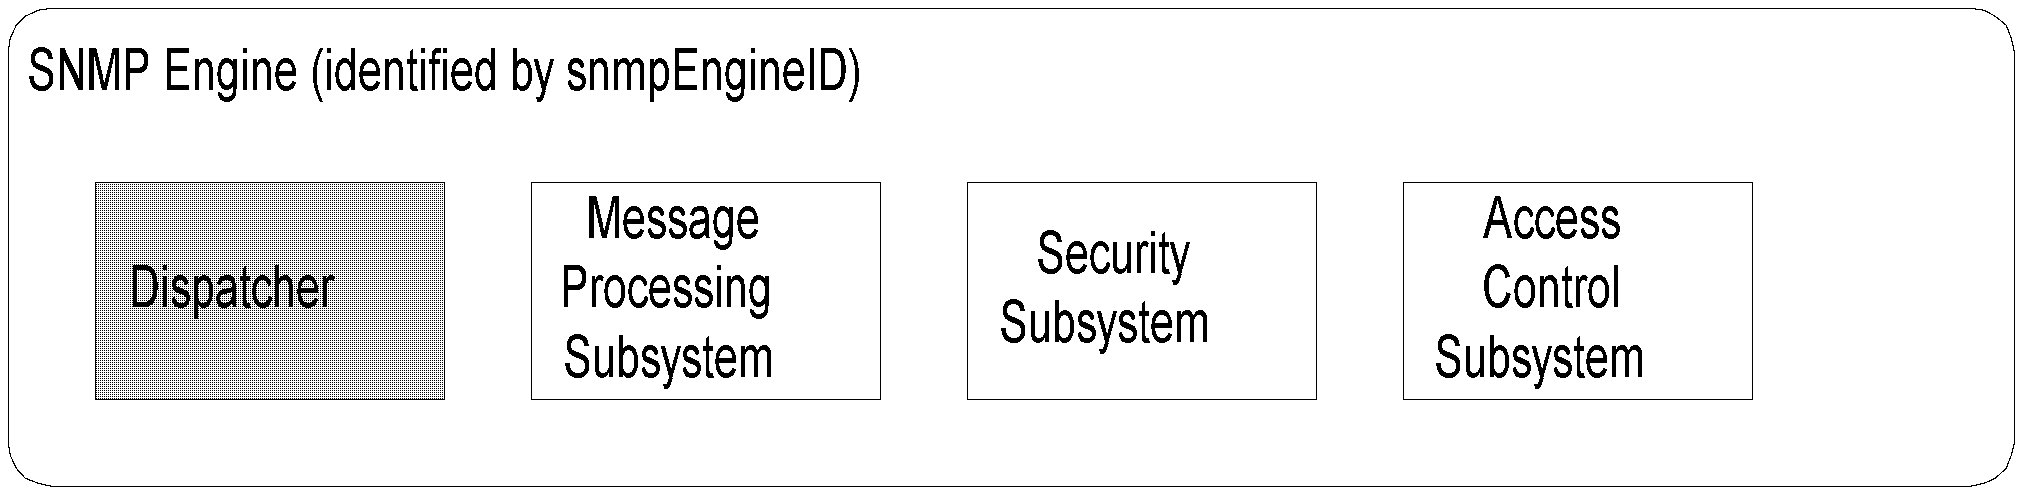 SNMP Engine (identified by snmpEngineID)
Dispatcher
Message
Processing
Subsystem
Security
Subsystem
Access
Control
Subsystem